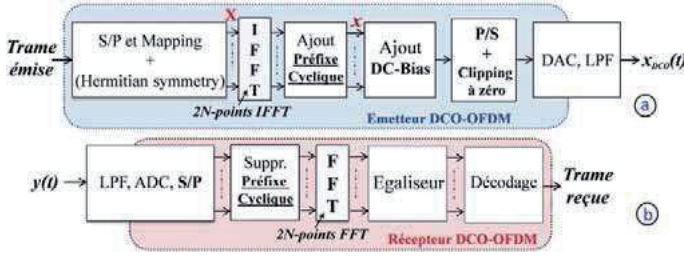 Trame
émise
S/P et Mapping
+
(Hermitian symmetry)
X
I
F
F
T
2N-points IFFT
Ajout
Préfixe
Cyclique
x
Ajout
DC-Bias
P/S
+
Clipping
à zéro
DAC, LPF
x_DCO(t)
Emetteur DCO-OFDM
a
y(t)
LPF, ADC, S/P
Suppr.
Préfixe
Cyclique
F
F
T
2N-points FFT
Egaliseur
Décodage
Trame
reçue
Récepteur DCO-OFDM
b